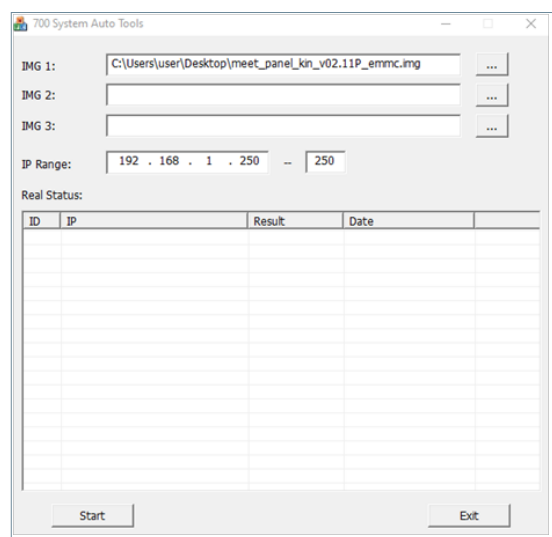 700 System Auto Tools
IMG 1: C:\Users\user\Desktop\meet_panel_kin_v02.11P_emmc.img ...
IMG 2: ...
IMG 3: ...
IP Range: 192 . 168 . 1 . 250 -- 250
Real Status:
ID IP Result Date
Start Exit